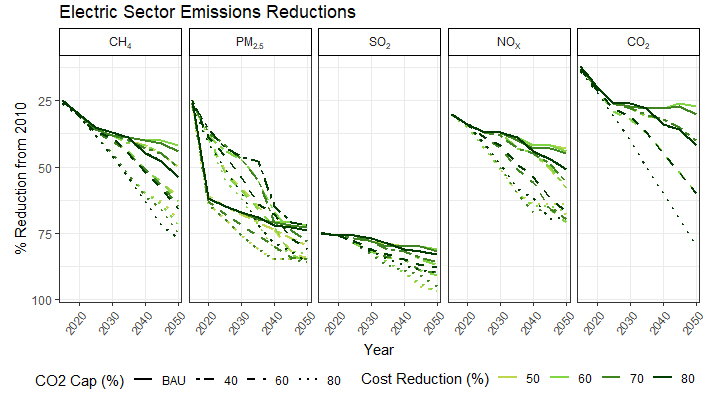 Electric Sector Emissions Reductions
CH4 PM2.5 SO2 NOX CO2
% Reduction from 2010
25
50
75
100
2020 2030 2040 2050 2020 2030 2040 2050 2020 2030 2040 2050 2020 2030 2040 2050 2020 2030 2040 2050
Year
CO2 Cap (%) BAU 40 60 80 Cost Reduction (%) 50 60 70 80